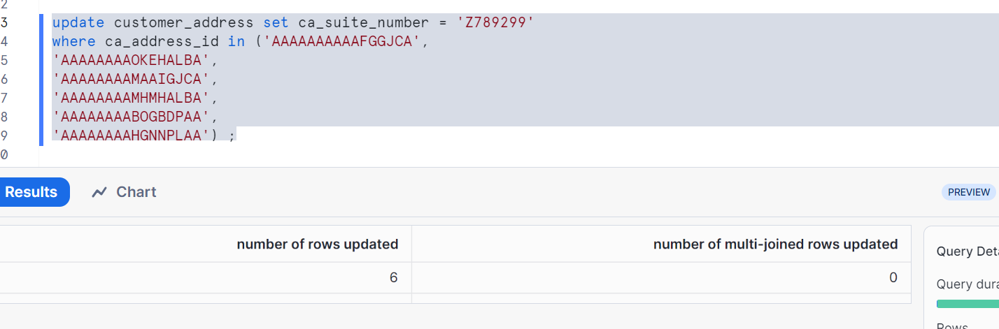 2
3 update customer_address set ca_suite_number = 'Z789299'
4 where ca_address_id in ('AAAAAAAAAAFGGJCA',
5 'AAAAAAAAOKEHALBA',
6 'AAAAAAAAMAAIGJCA',
7 'AAAAAAAAMHMHALBA',
8 'AAAAAAAABOGBDPAA',
9 'AAAAAAAAHGNNPLAA') ;
0
Results Chart PREVIEW
number of rows updated number of multi-joined rows updated
6 0
Query Deta
Query dura
Rows